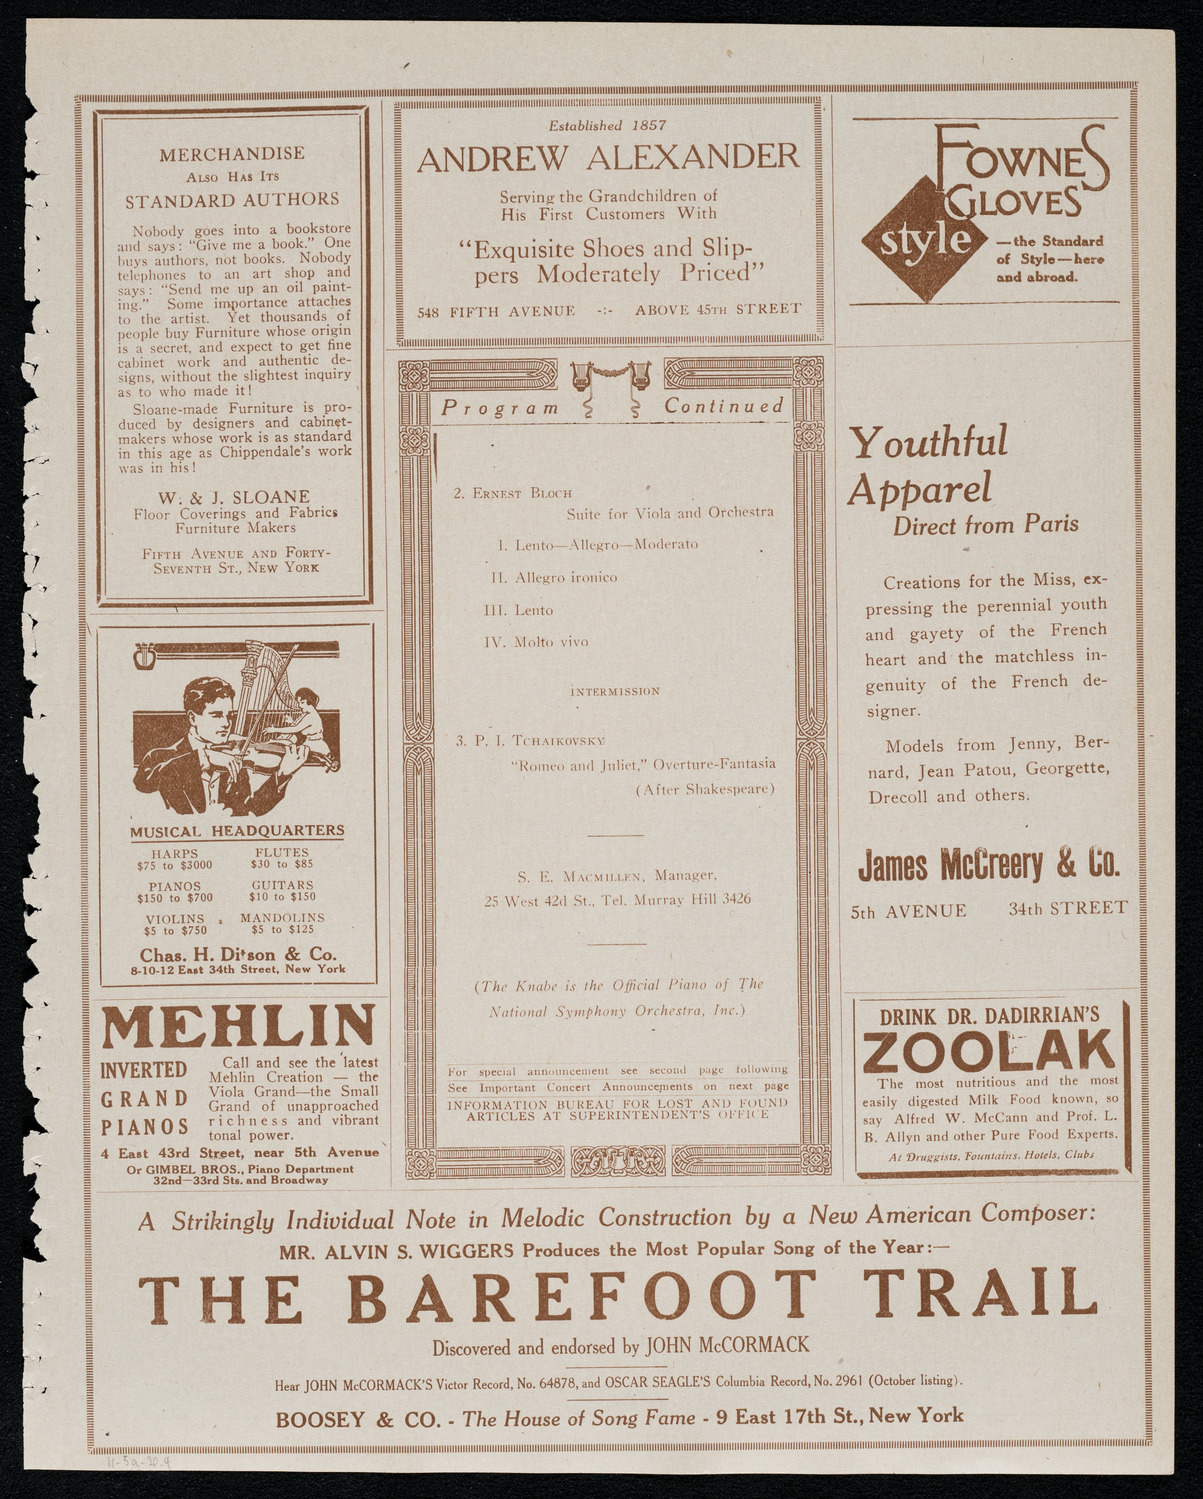 MERCHANDISE
ALSO HAS ITS
STANDARD AUTHORS
Nobody goes into a bookstore
and says: “Give me a book.” One
buys authors, not books. Nobody
telephones to an art shop and
says: “Send me up an oil paint-
ing.” Some importance attaches
to the artist. Yet thousands of
people buy Furniture whose origin
is a secret, and expect to get fine
cabinet work and authentic de-
signs, without the slightest inquiry
as to who made it!
Sloane-made Furniture is pro-
duced by designers and cabinet-
makers whose work is as standard
in this age as Chippendale's work
was in his!
W. & J. SLOANE
Floor Coverings and Fabrics
Furniture Makers
FIFTH AVENUE AND FORTY-
SEVENTH ST., NEW YORK
MUSICAL HEADQUARTERS
HARPS FLUTES
$75 to $3000 $30 to $85
PIANOS GUITARS
$150 to $700 $10 to $150
VIOLINS MANDOLINS
$5 to $750 $5 to $125
Chas. H. Ditson & Co.
8-10-12 East 34th Street, New York
MEHLIN
INVERTED
GRAND
PIANOS
Call and see the latest
Mehlin Creation — the
Viola Grand—the Small
Grand of unapproached
richness and vibrant
tonal power.
4 East 43rd Street, near 5th Avenue
Or GIMBEL BROS., Piano Department
32nd—33rd Sts. and Broadway
Established 1857
ANDREW ALEXANDER
Serving the Grandchildren of
His First Customers With
“Exquisite Shoes and Slip-
pers Moderately Priced”
548 FIFTH AVENUE -:- ABOVE 45TH STREET
Program Continued
2. ERNEST BLOCH
Suite for Viola and Orchestra
I. Lento—Allegro—Moderato
II. Allegro ironico
III. Lento
IV. Molto vivo
INTERMISSION
3. P. I. TCHAIKOVSKY
“Romeo and Juliet,” Overture-Fantasia
(After Shakespeare)
S. E. MACMILLEN, Manager,
25 West 42d St., Tel. Murray Hill 3426
(The Knabe is the Official Piano of The
National Symphony Orchestra, Inc.)
For special announcement see second page following
See Important Concert Announcements on next page
INFORMATION BUREAU FOR LOST AND FOUND
ARTICLES AT SUPERINTENDENT'S OFFICE
FOWNES
GLOVES
style
—the Standard
of Style—here
and abroad.
Youthful
Apparel
Direct from Paris
Creations for the Miss, ex-
pressing the perennial youth
and gayety of the French
heart and the matchless in-
genuity of the French de-
signer.
Models from Jenny, Ber-
nard, Jean Patou, Georgette,
Drecoll and others.
James McCreery & Co.
5th AVENUE 34th STREET
DRINK DR. DADIRRIAN'S
ZOOLAK
The most nutritious and the most
easily digested Milk Food known, so
say Alfred W. McCann and Prof. L.
B. Allyn and other Pure Food Experts.
At Druggists, Fountains, Hotels, Clubs
A Strikingly Individual Note in Melodic Construction by a New American Composer:
MR. ALVIN S. WIGGERS Produces the Most Popular Song of the Year:—
THE BAREFOOT TRAIL
Discovered and endorsed by JOHN McCORMACK
Hear JOHN McCORMACK'S Victor Record, No. 64878, and OSCAR SEAGLE'S Columbia Record, No. 2961 (October listing).
BOOSEY & CO. - The House of Song Fame - 9 East 17th St., New York